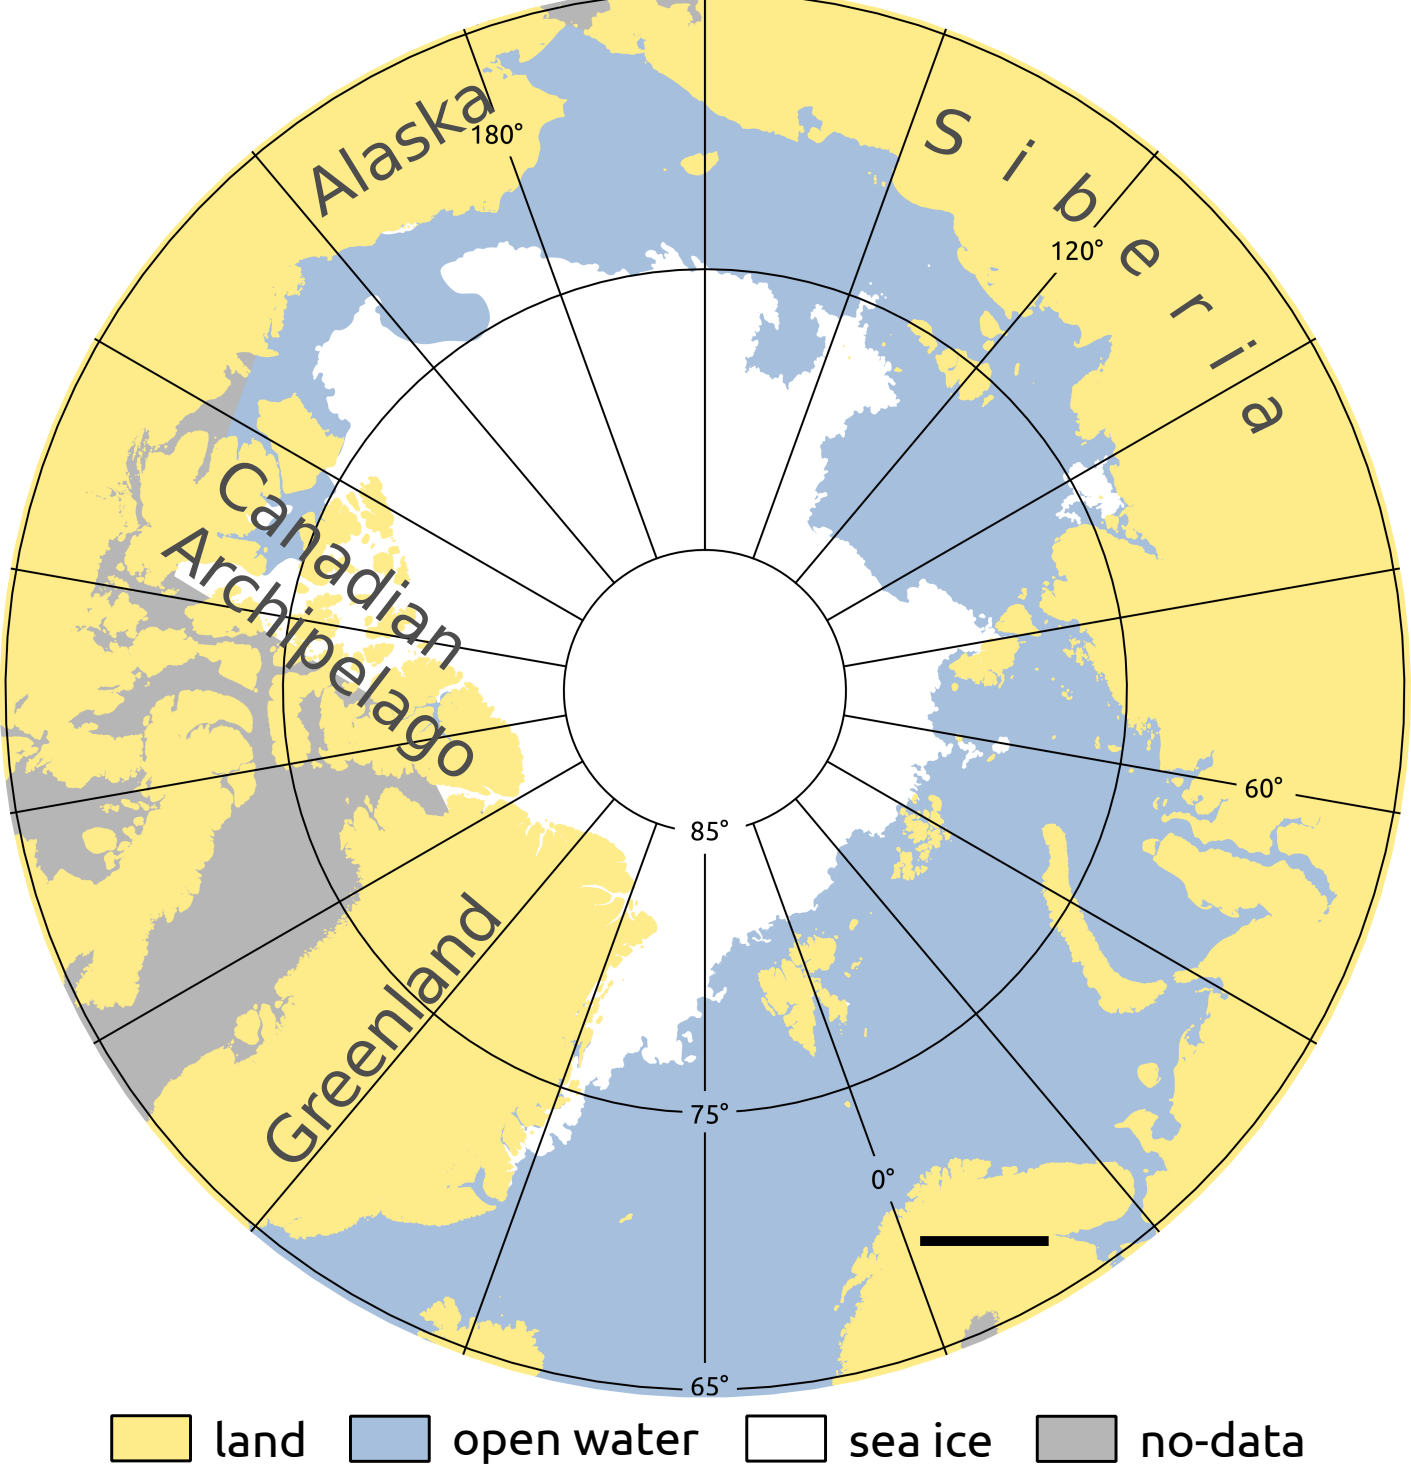 Alaska
180°
Siberia
120°
Canadian
Archipelago
60°
85°
Greenland
75°
0°
65°
land
open water
sea ice
no-data